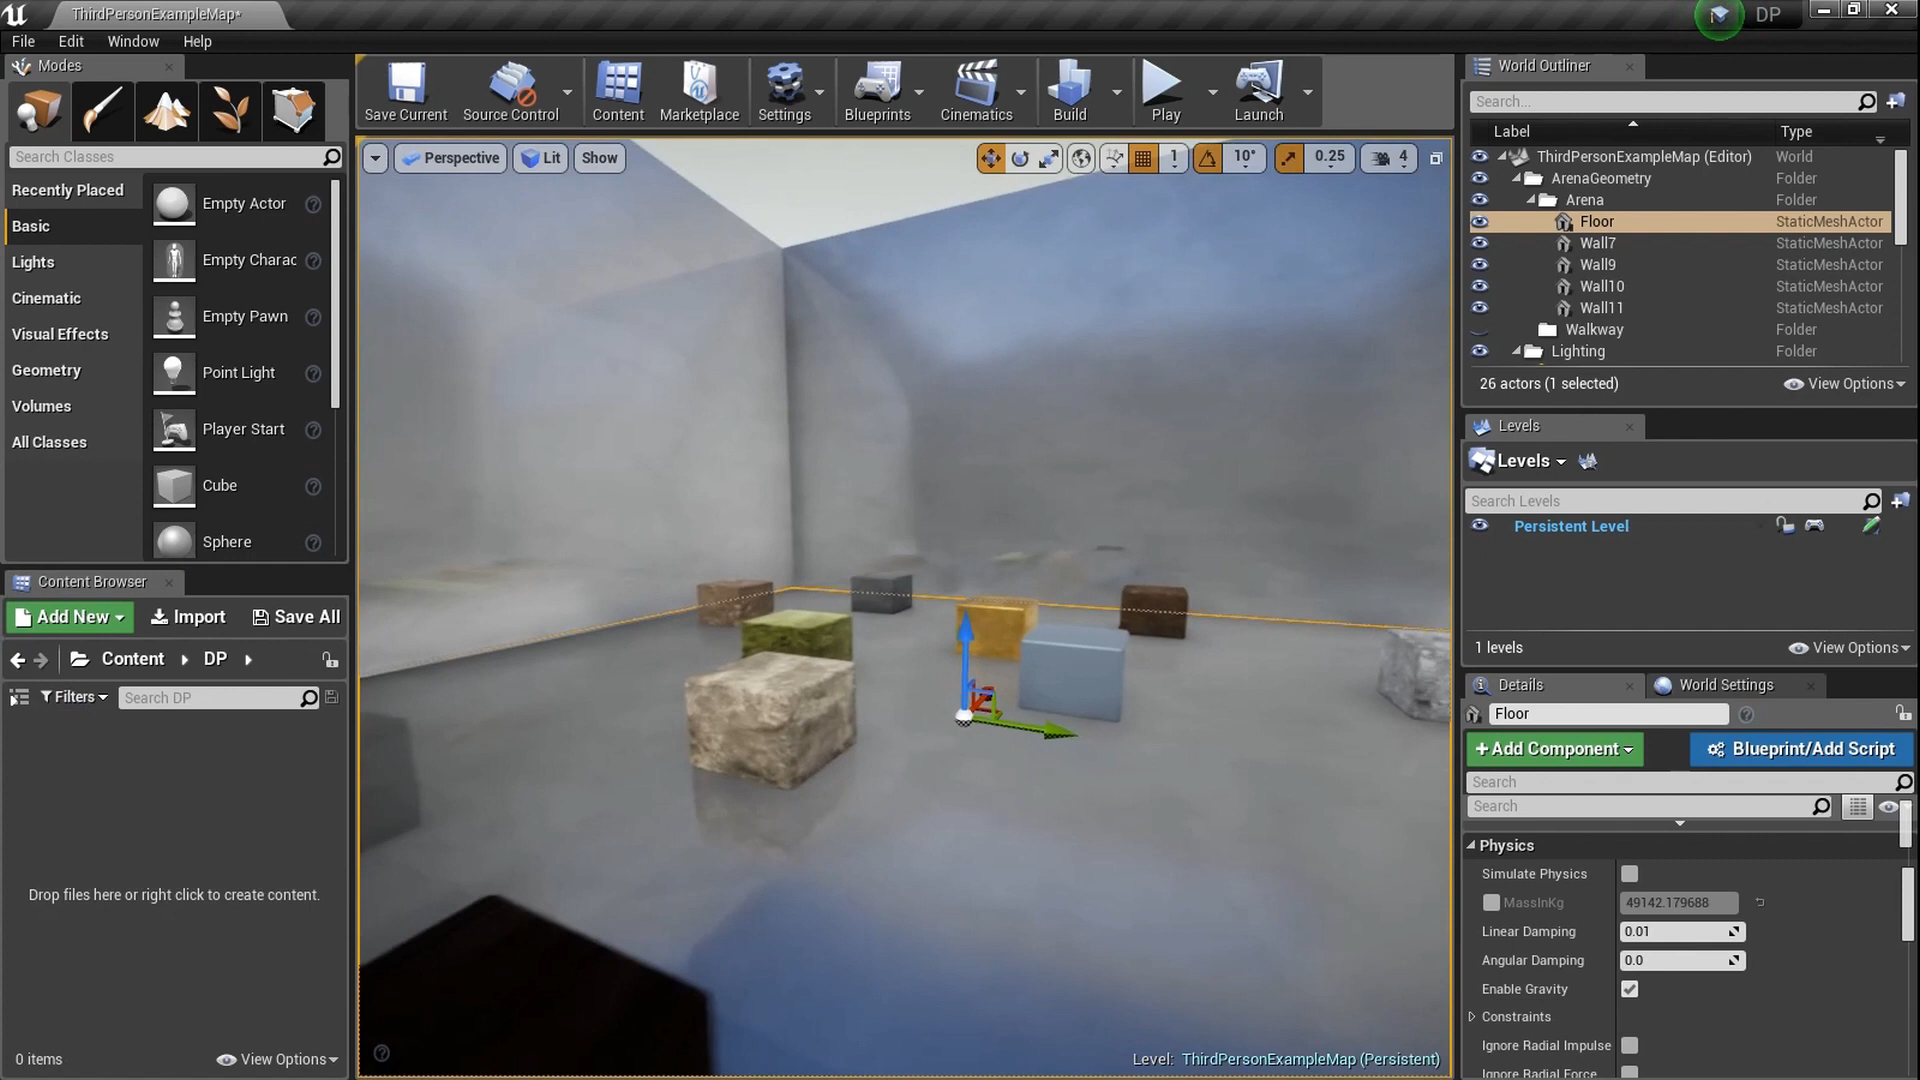 ThirdPersonExampleMap*
DP
File Edit Window Help
Modes
Search Classes
Recently Placed
Basic
Lights
Cinematic
Visual Effects
Geometry
Volumes
All Classes
Empty Actor
Empty Charac
Empty Pawn
Point Light
Player Start
Cube
Sphere
Content Browser
Add New Import Save All
Content DP
Filters Search DP
Drop files here or right click to create content.
0 items View Options
Save Current Source Control Content Marketplace Settings Blueprints Cinematics Build Play Launch
Perspective Lit Show 1 10° 0.25 4
Level: ThirdPersonExampleMap (Persistent)
World Outliner
Search...
Label Type
ThirdPersonExampleMap (Editor) World
ArenaGeometry Folder
Arena Folder
Floor StaticMeshActor
Wall7 StaticMeshActor
Wall9 StaticMeshActor
Wall10 StaticMeshActor
Wall11 StaticMeshActor
Walkway Folder
Lighting Folder
26 actors (1 selected) View Options
Levels
Levels
Search Levels
Persistent Level
1 levels View Options
Details World Settings
Floor
+Add Component Blueprint/Add Script
Search
Search
Physics
Simulate Physics
MassInKg 49142.179688
Linear Damping 0.01
Angular Damping 0.0
Enable Gravity
Constraints
Ignore Radial Impulse
Ignore Radial Force